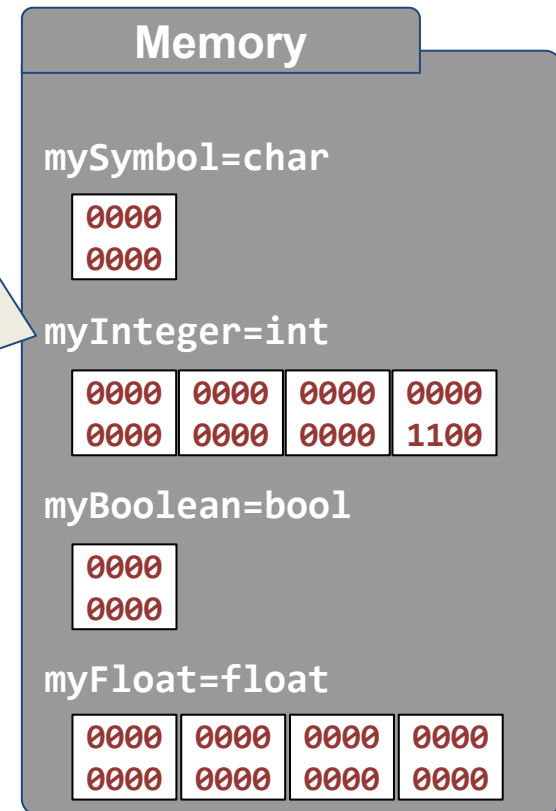 Memory
mySymbol=char
0000
0000
myInteger=int
0000 0000 0000 0000
0000 0000 0000 1100
myBoolean=bool
0000
0000
myFloat=float
0000 0000 0000 0000
0000 0000 0000 0000